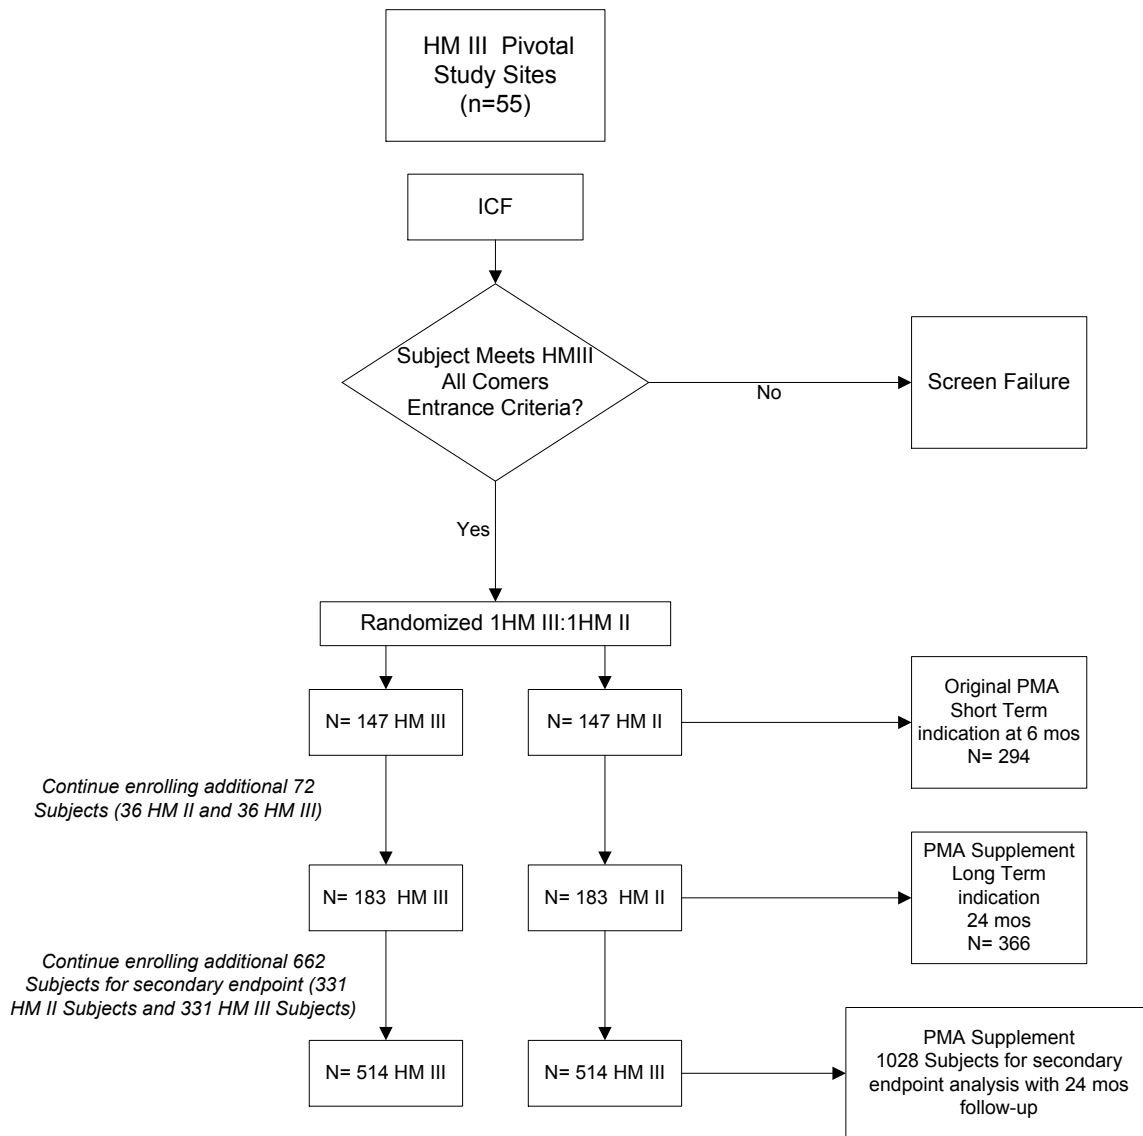 HM III Pivotal
Study Sites
(n=55)
ICF
Subject Meets HMIII
All Comers
Entrance Criteria?
No
Screen Failure
Yes
Randomized 1HM III:1HM II
N= 147 HM III
N= 147 HM II
Original PMA
Short Term
indication at 6 mos
N= 294
Continue enrolling additional 72
Subjects (36 HM II and 36 HM III)
N= 183 HM III
N= 183 HM II
PMA Supplement
Long Term
indication
24 mos
N= 366
Continue enrolling additional 662
Subjects for secondary endpoint (331
HM II Subjects and 331 HM III Subjects)
N= 514 HM III
N= 514 HM III
PMA Supplement
1028 Subjects for secondary
endpoint analysis with 24 mos
follow-up